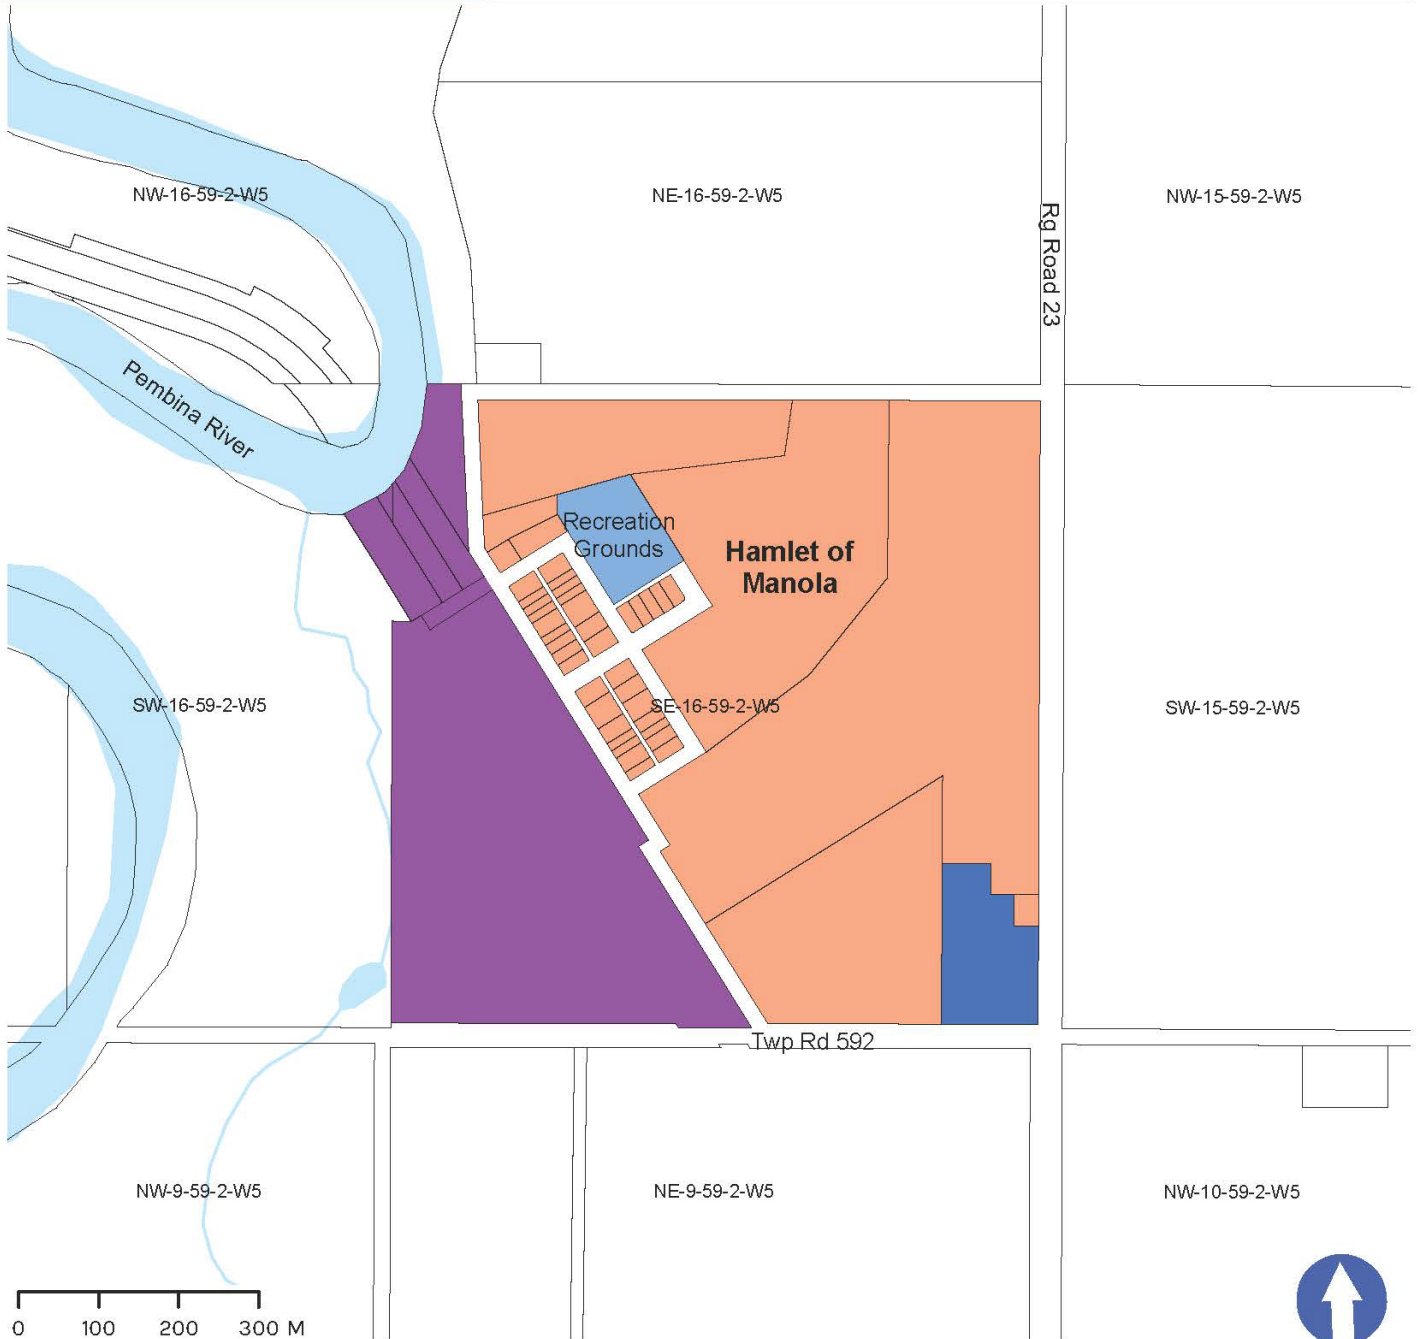 NW-16-59-2-W5
NE-16-59-2-W5
NW-15-59-2-W5
Rg Road 23
Pembina River
Recreation
Grounds
Hamlet of
Manola
SW-16-59-2-W5
SE-16-59-2-W5
SW-15-59-2-W5
Twp Rd 592
NW-9-59-2-W5
NE-9-59-2-W5
NW-10-59-2-W5
0 100 200 300 M